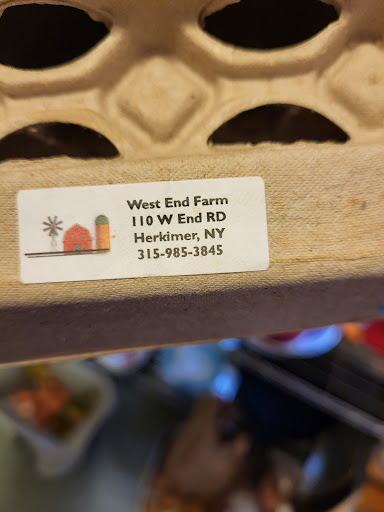 West End Farm
110 W End RD
Herkimer, NY
315-985-3845